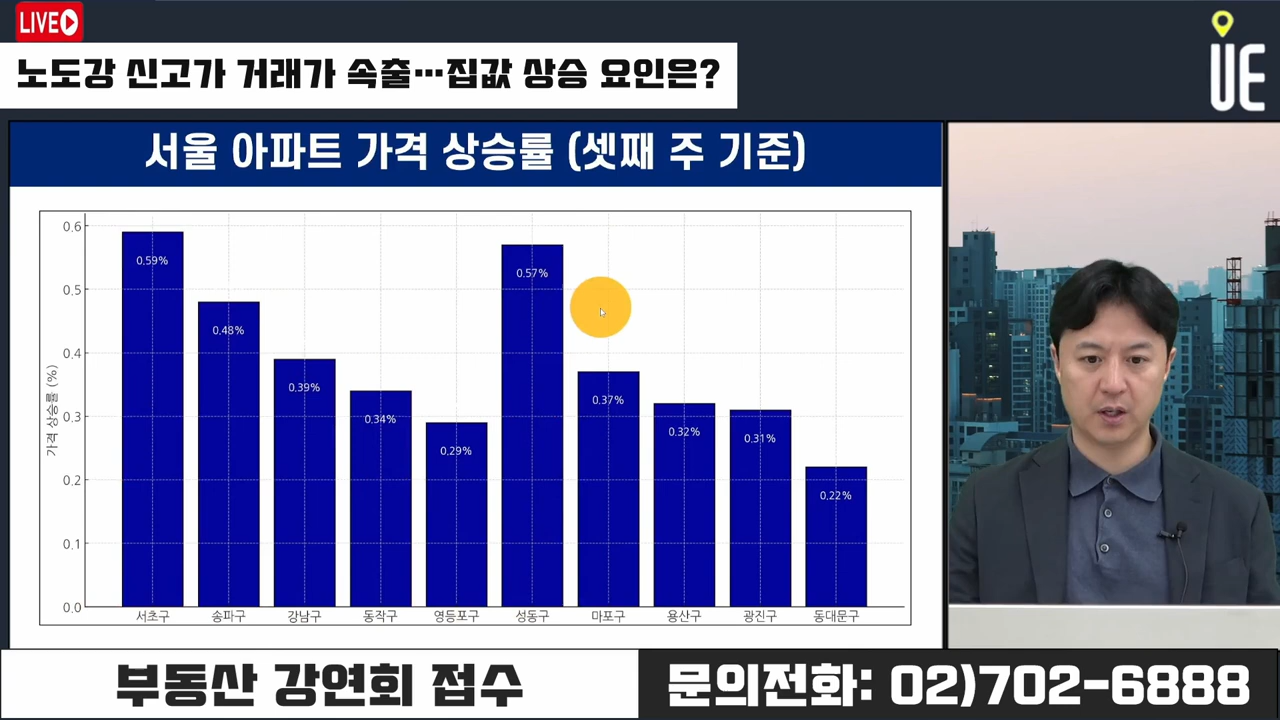 LIVE
UE
노도강 신고가 거래가 속출…집값 상승 요인은?
서울 아파트 가격 상승률 (셋째 주 기준)
가격 상승률 (%)
0.6
0.5
0.4
0.3
0.2
0.1
0.0
0.59%
0.48%
0.39%
0.34%
0.29%
0.57%
0.37%
0.32%
0.31%
0.22%
서초구 송파구 강남구 동작구 영등포구 성동구 마포구 용산구 광진구 동대문구
부동산 강연회 접수
문의전화: 02)702-6888